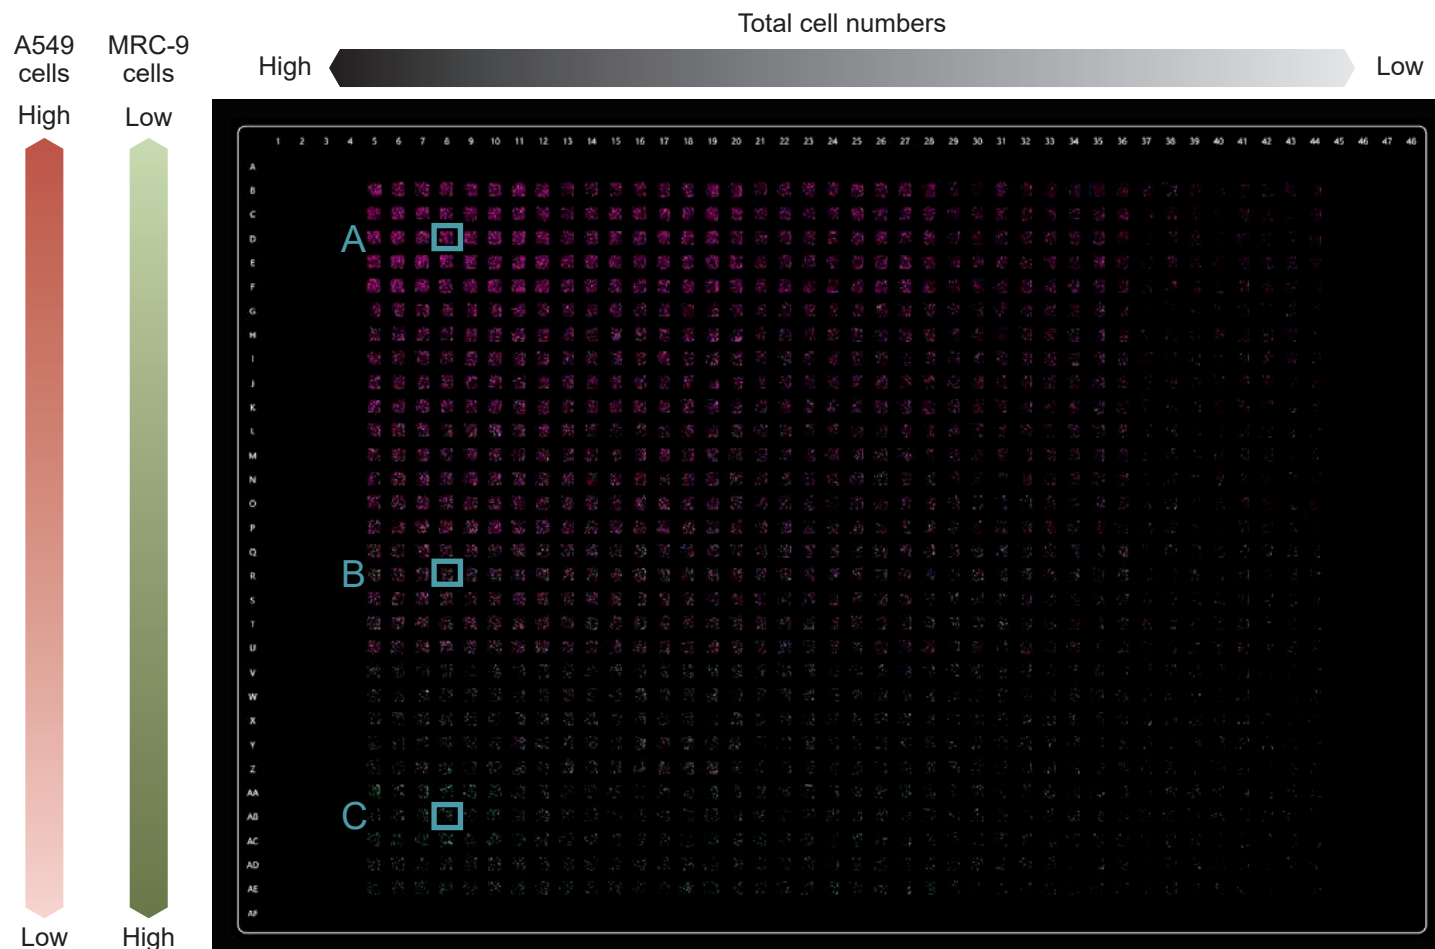 Total cell numbers
High
Low
A549
cells
High
MRC-9
cells
Low
1 2 3 4 5 6 7 8 9 10 11 12 13 14 15 16 17 18 19 20 21 22 23 24 25 26 27 28 29 30 31 32 33 34 35 36 37 38 39 40 41 42 43 44 45 46 47 48
A
B
C
A D
E
F
G
H
I
J
K
L
M
N
O
P
Q
B R
S
T
U
V
W
X
Y
Z
AA
C AB
AC
AD
AE
AF
Low
High